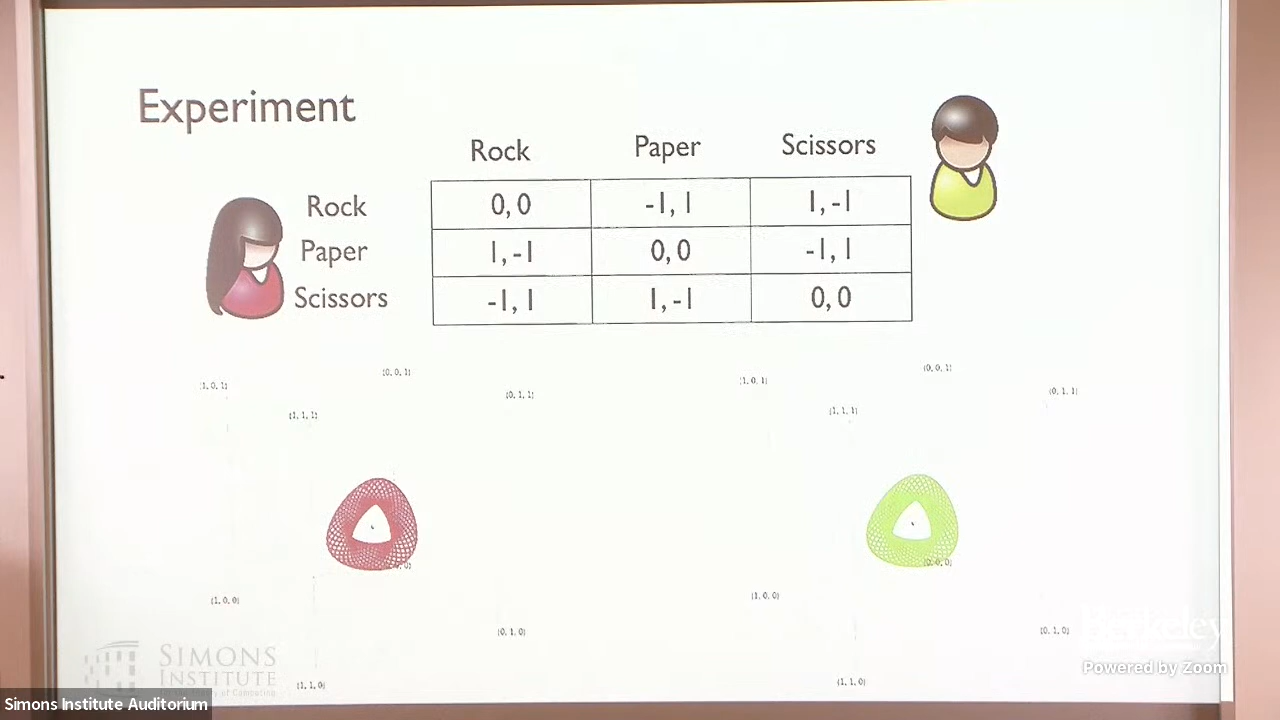 Experiment
Rock Paper Scissors
Rock 0, 0 -1, 1 1, -1
Paper 1, -1 0, 0 -1, 1
Scissors -1, 1 1, -1 0, 0
(0, 0, 1) (0, 0, 1)
(1, 0, 1) (1, 0, 1)
(0, 1, 1) (0, 1, 1)
(1, 1, 1) (1, 1, 1)
(0, 0, 0)
(1, 0, 0) (1, 0, 0)
(0, 1, 0) (0, 1, 0)
Berkeley
SIMONS
INSTITUTE
Powered by Zoom
(1, 1, 0) (1, 1, 0)
Simons Institute Auditorium